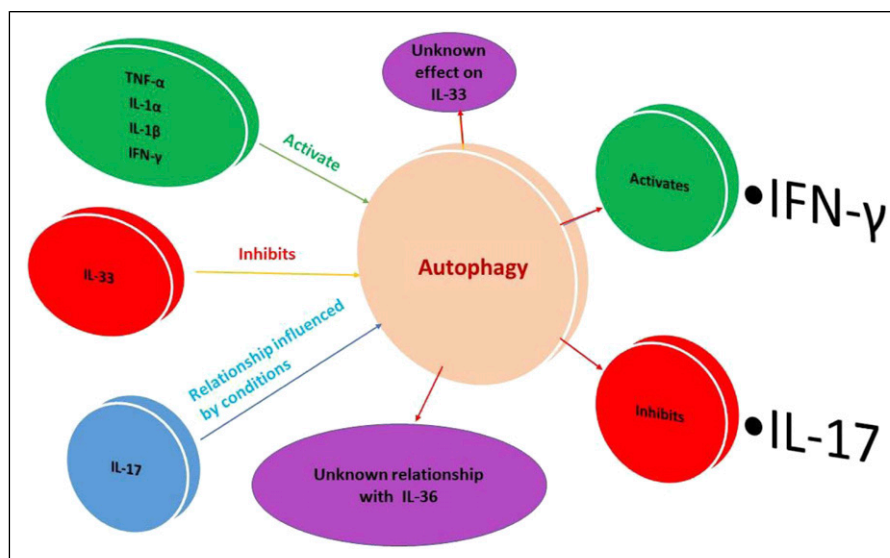 TNF-α
IL-1α
IL-1β
IFN-γ
Activate
Unknown
effect on
IL-33
Activates
•IFN-γ
IL-33
Inhibits
Autophagy
Relationship influenced
by conditions
IL-17
Unknown relationship
with IL-36
Inhibits
•IL-17